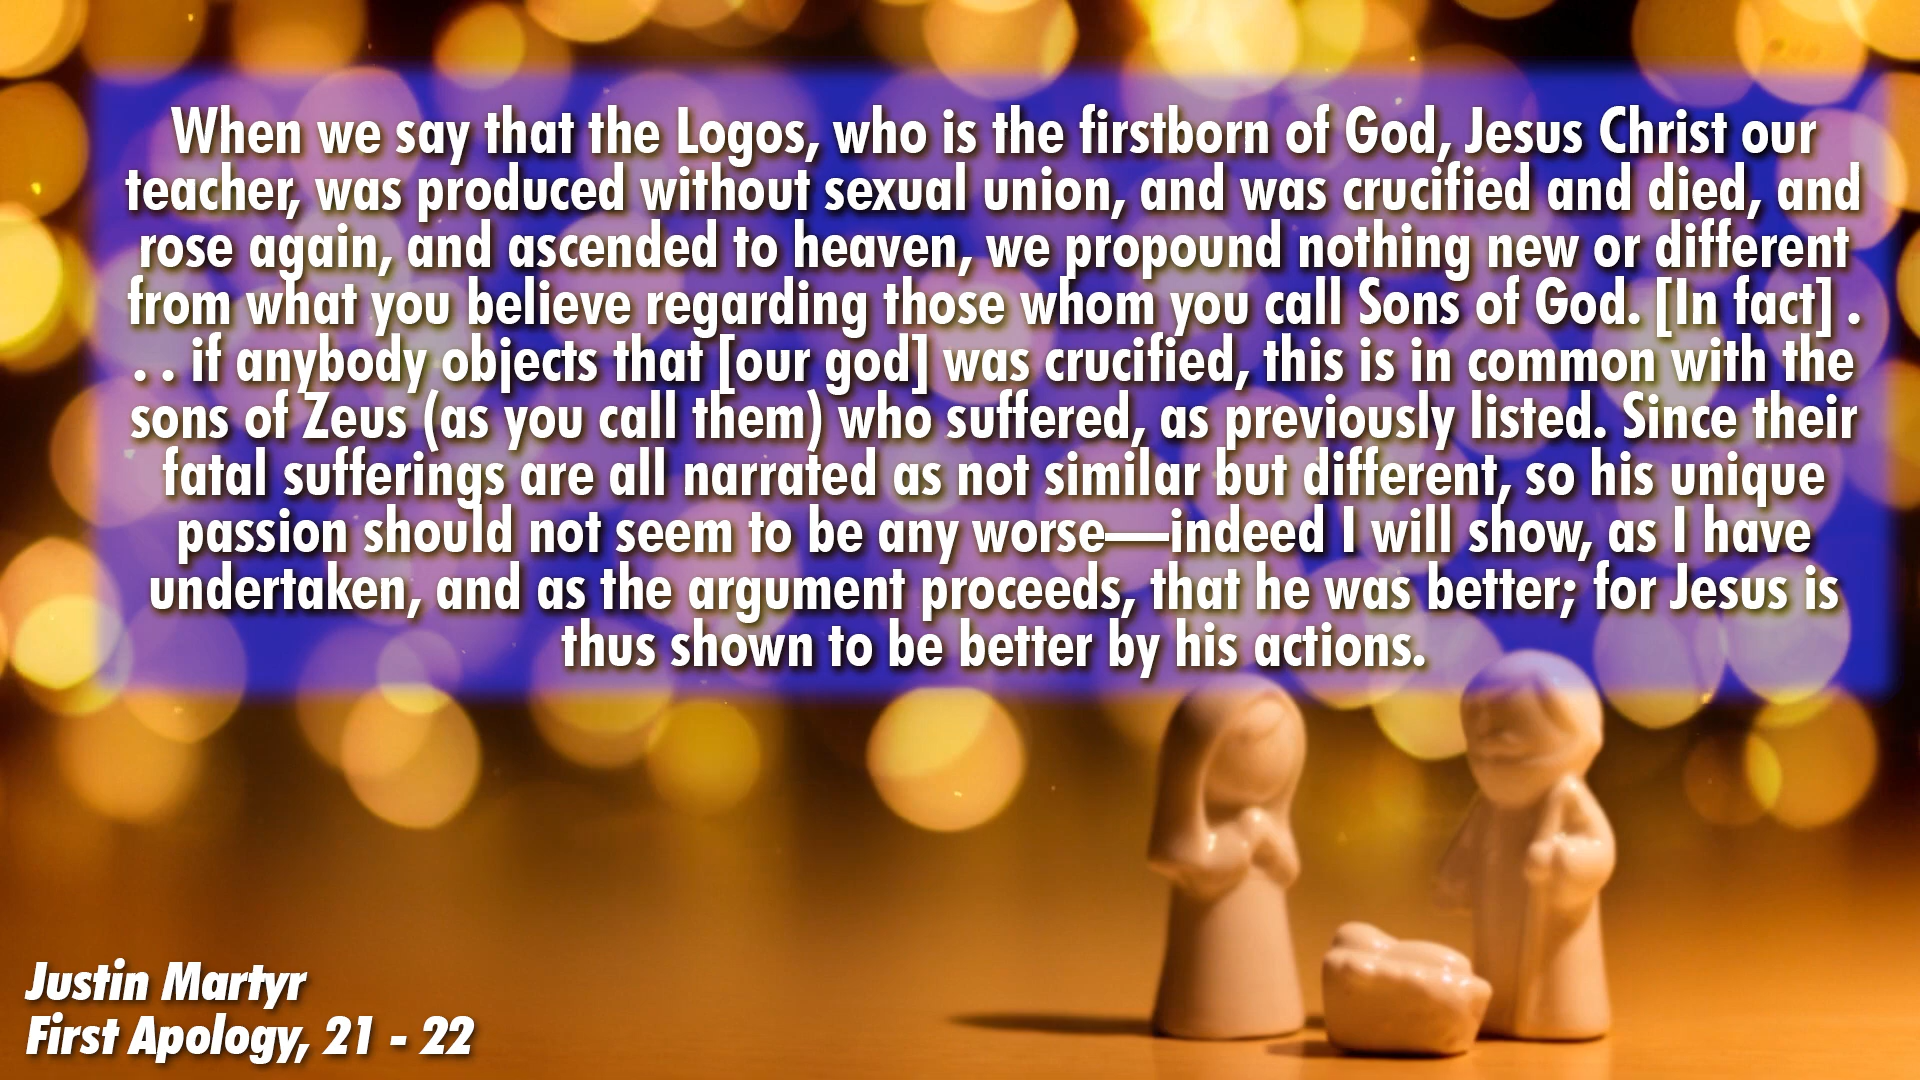 When we say that the Logos, who is the firstborn of God, Jesus Christ our
teacher, was produced without sexual union, and was crucified and died, and
rose again, and ascended to heaven, we propound nothing new or different
from what you believe regarding those whom you call Sons of God. [In fact] .
. . if anybody objects that [our god] was crucified, this is in common with the
sons of Zeus (as you call them) who suffered, as previously listed. Since their
fatal sufferings are all narrated as not similar but different, so his unique
passion should not seem to be any worse—indeed I will show, as I have
undertaken, and as the argument proceeds, that he was better; for Jesus is
thus shown to be better by his actions.
Justin Martyr
First Apology, 21 - 22